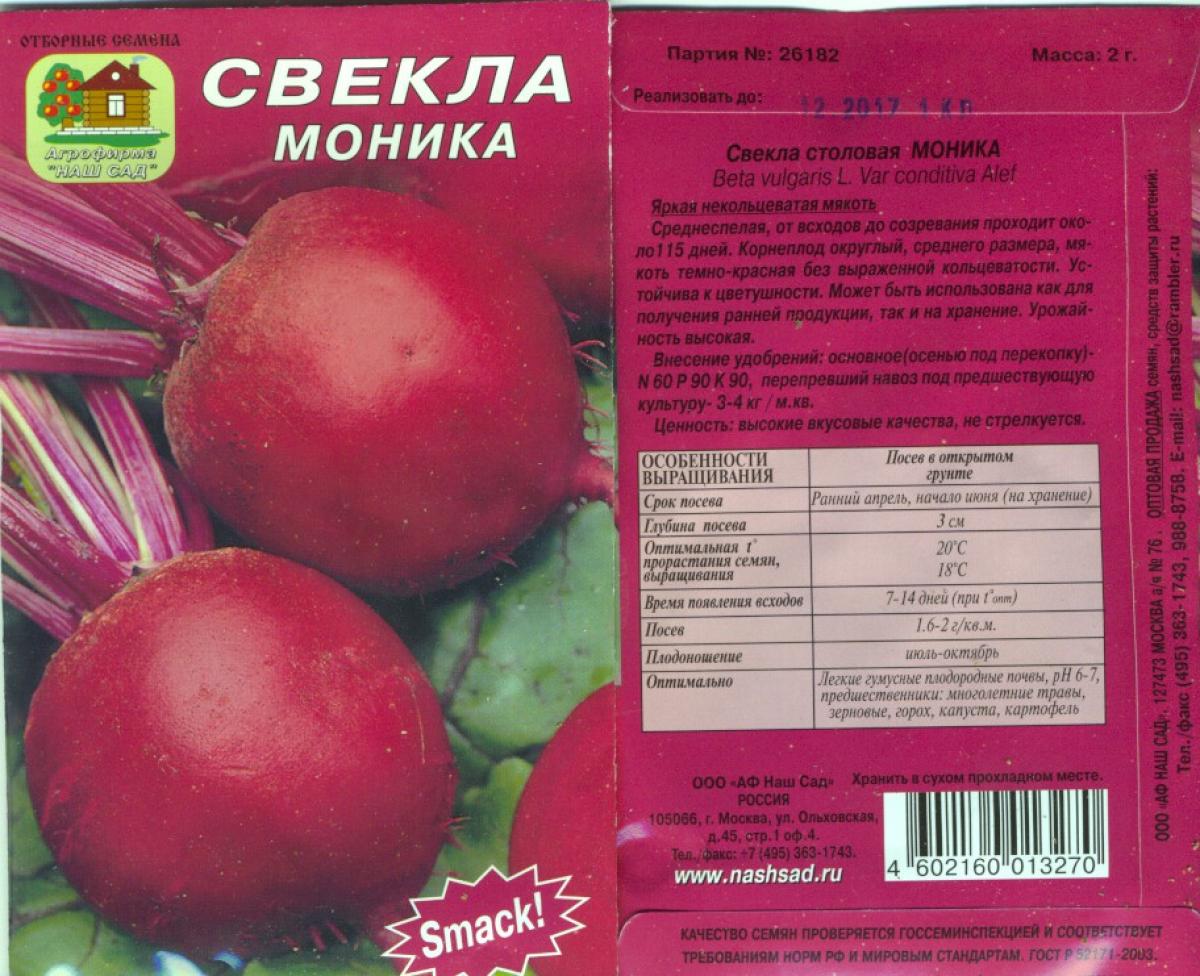 ОТБОРНЫЕ СЕМЕНА
Агрофирма
"НАШ САД"
СВЕКЛА
МОНИКА
Smack!
Партия №: 26182 Масса: 2 г.
Реализовать до: 12.2017 1 КЛ
Свекла столовая МОНИКА
Beta vulgaris L. Var conditiva Alef
Яркая некольцеватая мякоть
Среднеспелая, от всходов до созревания проходит око-
ло115 дней. Корнеплод округлый, среднего размера, мя-
коть темно-красная без выраженной кольцеватости. Ус-
тойчива к цветушности. Может быть использована как для
получения ранней продукции, так и на хранение. Урожай-
ность высокая.
Внесение удобрений: основное(осенью под перекопку)-
N 60 P 90 K 90, перепревший навоз под предшествующую
культуру- 3-4 кг / м.кв.
Ценность: высокие вкусовые качества, не стрелкуется.
ОСОБЕННОСТИ ВЫРАЩИВАНИЯ Посев в открытом грунте
Срок посева Ранний апрель, начало июня (на хранение)
Глубина посева 3 см
Оптимальная t° 20°C
прорастания семян,
выращивания 18°C
Время появления всходов 7-14 дней (при t°опт)
Посев 1.6-2 г/кв.м.
Плодоношение июль-октябрь
Оптимально Легкие гумусные плодородные почвы, pH 6-7,
предшественники: многолетние травы,
зерновые, горох, капуста, картофель
ООО «АФ Наш Сад» Хранить в сухом прохладном месте.
РОССИЯ
105066, г. Москва, ул. Ольховская,
д.45, стр.1 оф.4.
Тел./факс: +7 (495) 363-1743.
www.nashsad.ru
4 602160 013270
ООО «АФ НАШ САД». 127473 МОСКВА а/я № 76 . ОПТОВАЯ ПРОДАЖА семян, средств защиты растений:
Тел./факс (495) 363-1743, 988-8758. E-mail: nashsad@rambler.ru
КАЧЕСТВО СЕМЯН ПРОВЕРЯЕТСЯ ГОССЕМИНСПЕКЦИЕЙ И СООТВЕТСТВУЕТ
ТРЕБОВАНИЯМ НОРМ РФ И МИРОВЫМ СТАНДАРТАМ. ГОСТ Р 52171-2003.